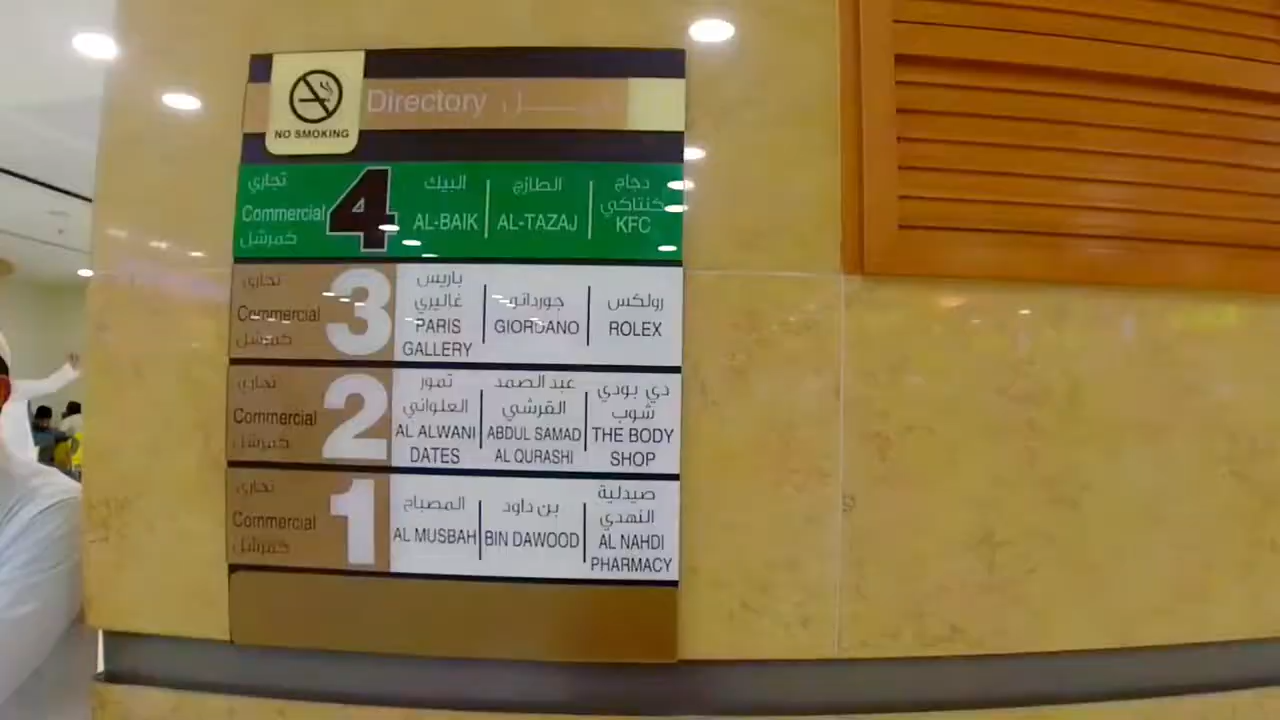 Directory
NO SMOKING
تجاري
Commercial
كمرشل
4
البيك
AL-BAIK
الطازج
AL-TAZAJ
دجاج
كنتاكي
KFC
تجاري
Commercial
كمرشل
3
باريس
غاليري
PARIS
GALLERY
جوردانو
GIORDANO
رولكس
ROLEX
تجاري
Commercial
كمرشل
2
تمور
العلواني
AL ALWANI
DATES
عبد الصمد
القرشي
ABDUL SAMAD
AL QURASHI
دي بودي
شوب
THE BODY
SHOP
تجاري
Commercial
كمرشل
1
المصباح
AL MUSBAH
بن داود
BIN DAWOOD
صيدلية
النهدي
AL NAHDI
PHARMACY